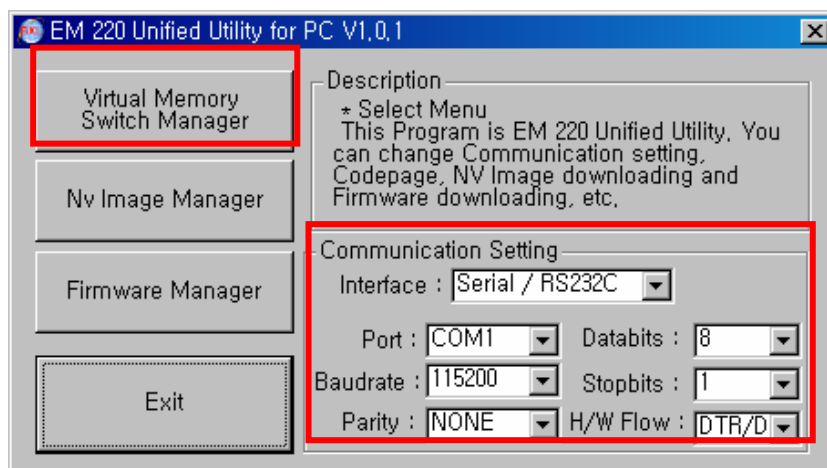 EM 220 Unified Utility for PC V1,0,1
Virtual Memory
Switch Manager
Nv Image Manager
Firmware Manager
Exit
Description
* Select Menu
This Program is EM 220 Unified Utility, You
can change Communication setting,
Codepage, NV Image downloading and
Firmware downloading, etc,
Communication Setting
Interface : Serial / RS232C
Port : COM1 Databits : 8
Baudrate : 115200 Stopbits : 1
Parity : NONE H/W Flow : DTR/D